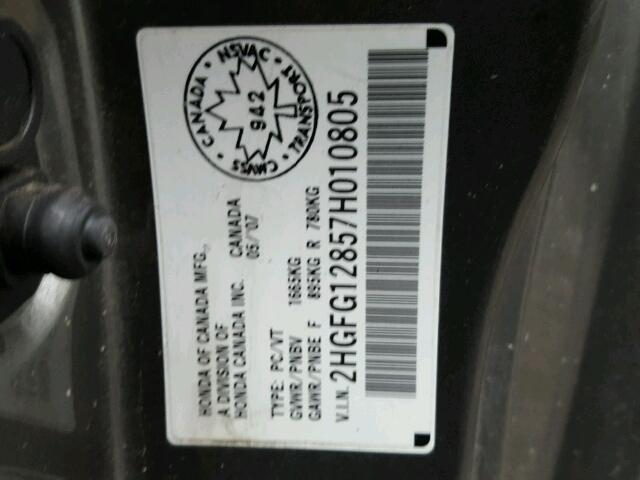 HONDA OF CANADA MFG.,
A DIVISION OF
HONDA CANADA INC. CANADA
06/07
TYPE: PC/VT
GVWR/PNBV 1665KG
GAWR/PNBE F 895KG R 780KG
V.I.N. 2HGFG12857H010805
CANADA NSVAC
942
TRANSPORT CMVSS